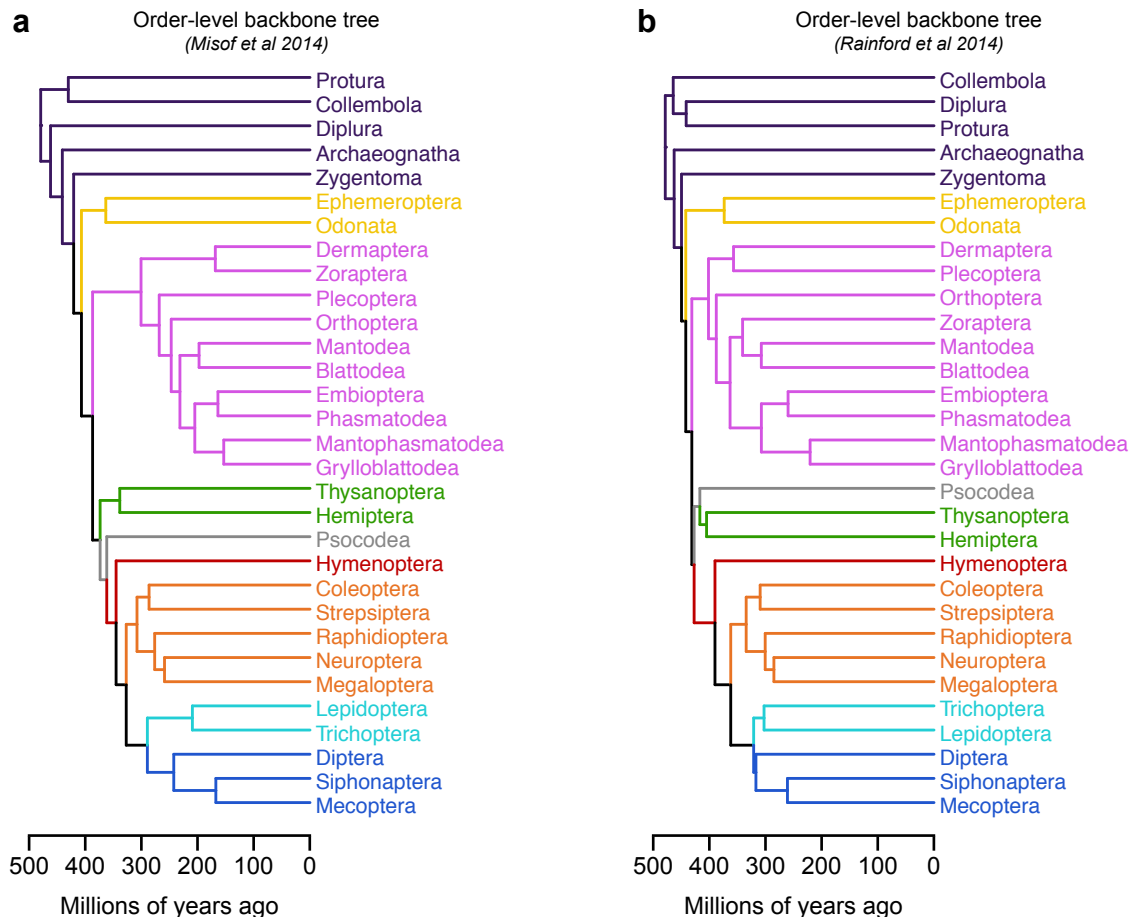 a
Order-level backbone tree
(Misof et al 2014)
Protura
Collembola
Diplura
Archaeognatha
Zygentoma
Ephemeroptera
Odonata
Dermaptera
Zoraptera
Plecoptera
Orthoptera
Mantodea
Blattodea
Embioptera
Phasmatodea
Mantophasmatodea
Grylloblattodea
Thysanoptera
Hemiptera
Psocodea
Hymenoptera
Coleoptera
Strepsiptera
Raphidioptera
Neuroptera
Megaloptera
Lepidoptera
Trichoptera
Diptera
Siphonaptera
Mecoptera
500 400 300 200 100 0
Millions of years ago
b
Order-level backbone tree
(Rainford et al 2014)
Collembola
Diplura
Protura
Archaeognatha
Zygentoma
Ephemeroptera
Odonata
Dermaptera
Plecoptera
Orthoptera
Zoraptera
Mantodea
Blattodea
Embioptera
Phasmatodea
Mantophasmatodea
Grylloblattodea
Psocodea
Thysanoptera
Hemiptera
Hymenoptera
Coleoptera
Strepsiptera
Raphidioptera
Neuroptera
Megaloptera
Trichoptera
Lepidoptera
Diptera
Siphonaptera
Mecoptera
500 400 300 200 100 0
Millions of years ago